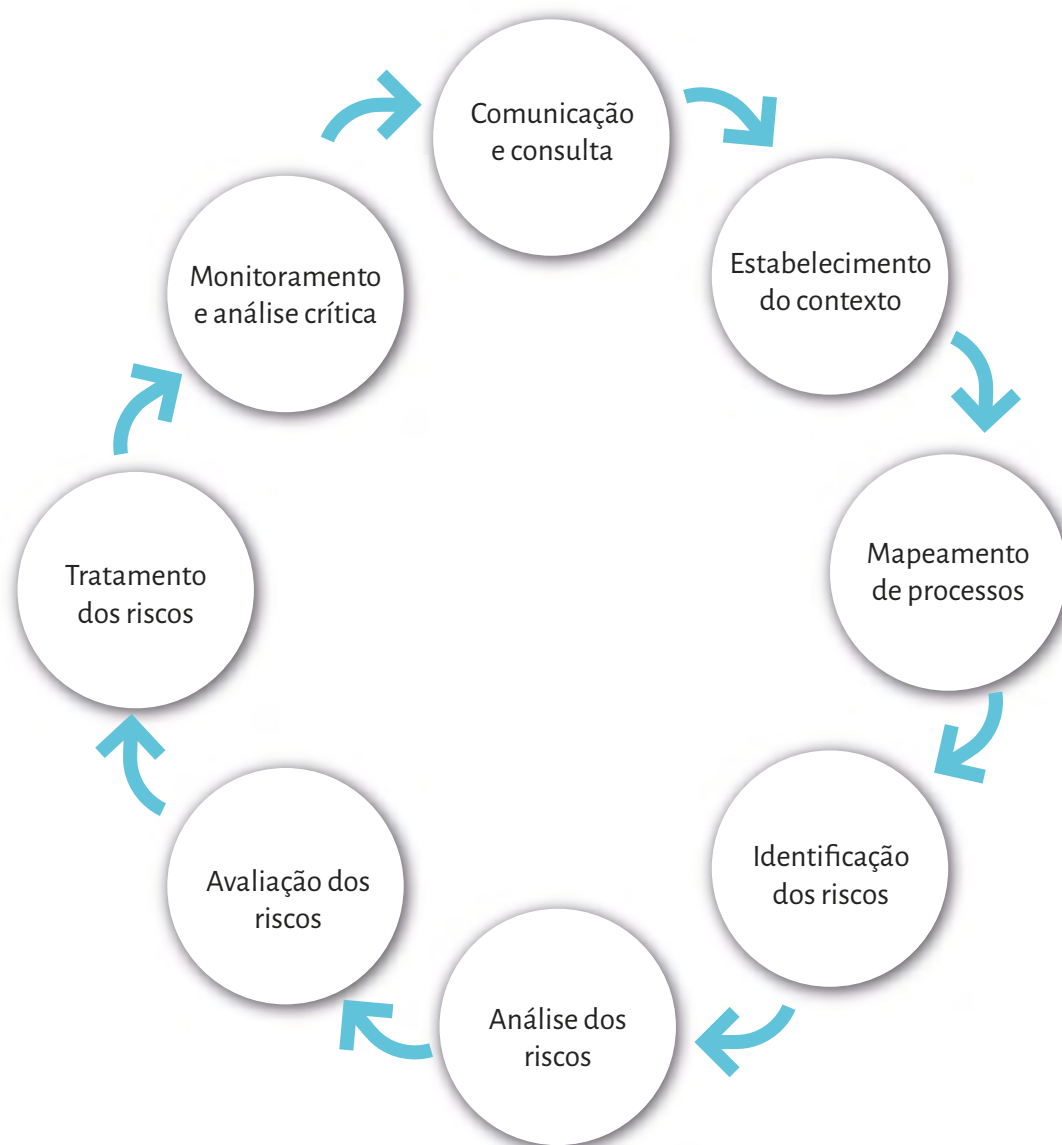 Comunicação
e consulta
Estabelecimento
do contexto
Mapeamento
de processos
Identificação
dos riscos
Análise dos
riscos
Avaliação dos
riscos
Tratamento
dos riscos
Monitoramento
e análise crítica